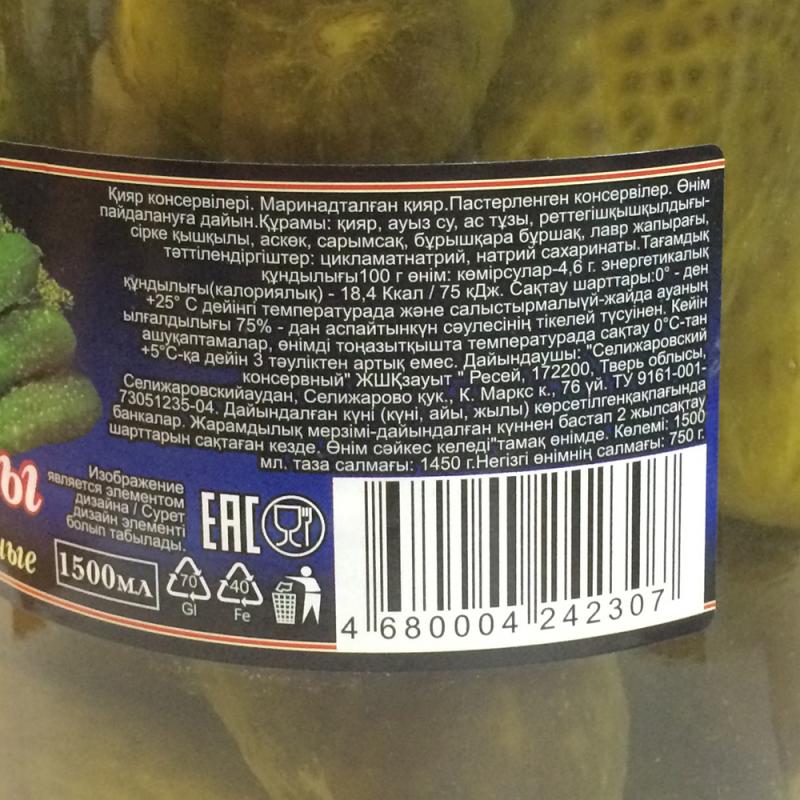 Қияр консервілері. Маринадталған қияр.Пастерленген консервілер. Өнім
пайдалануға дайын.Құрамы: қияр, ауыз су, ас тұзы, реттегішқышқылдығы-
сірке қышқылы, аскөк, сарымсақ, бұрышқара бұршақ, лавр жапырағы,
тәттілендіргіштер: цикламатнатрий, натрий сахаринаты.Тағамдық
құндылығы100 г өнім: көмірсулар-4,6 г. энергетикалық
құндылығы(калориялық) - 18,4 Ккал / 75 кДж. Сақтау шарттары:0° - ден
+25° С дейінгі температурада және салыстырмалыүй-жайда ауаның
ылғалдылығы 75% - дан аспайтынкүн сәулесінің тікелей түсуінен. Кейін
ашуқаптамалар, өнімді тоңазытқышта температурада сақтау 0°С-тан
+5°С-қа дейін 3 тәуліктен артық емес. Дайындаушы: "Селижаровский
консервный" ЖШҚзауыт " Ресей, 172200, Тверь облысы,
Селижаровскийаудан, Селижарово қук., К. Маркс к., 76 үй. ТУ 9161-001-
73051235-04. Дайындалған күні (күні, айы, жылы) көрсетілгенқақпағында
банкалар. Жарамдылық мерзімі-дайындалған күннен бастап 2 жылсақтау
шарттарын сақтаған кезде. Өнім сәйкес келеді"тамақ өнімде. Көлемі: 1500
мл. таза салмағы: 1450 г.Негізгі өнімнің салмағы: 750 г.
Изображение
является элементом
дизайна / Сурет
дизайн элементі
болып табылады.
ЕАС
1500мл
70
Gl
40
Fe
4 680004 242307